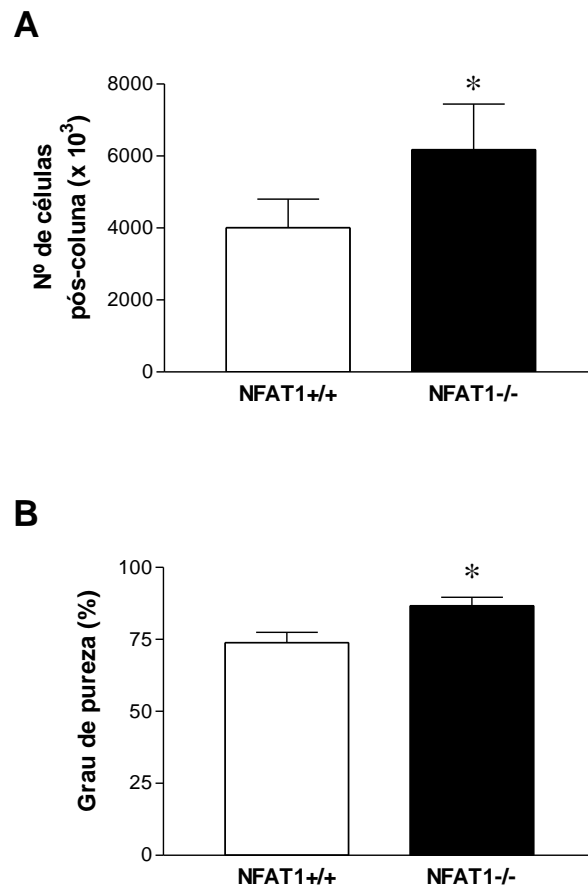 A
8000
6000
4000
2000
0
Nº de células
pós-coluna (x 10³)
*
NFAT1+/+ NFAT1-/-
B
100
75
50
25
0
Grau de pureza (%)
*
NFAT1+/+ NFAT1-/-